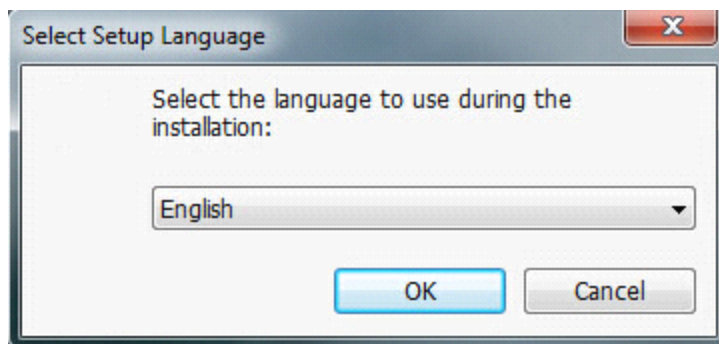 Select Setup Language
Select the language to use during the
installation:
English
OK
Cancel